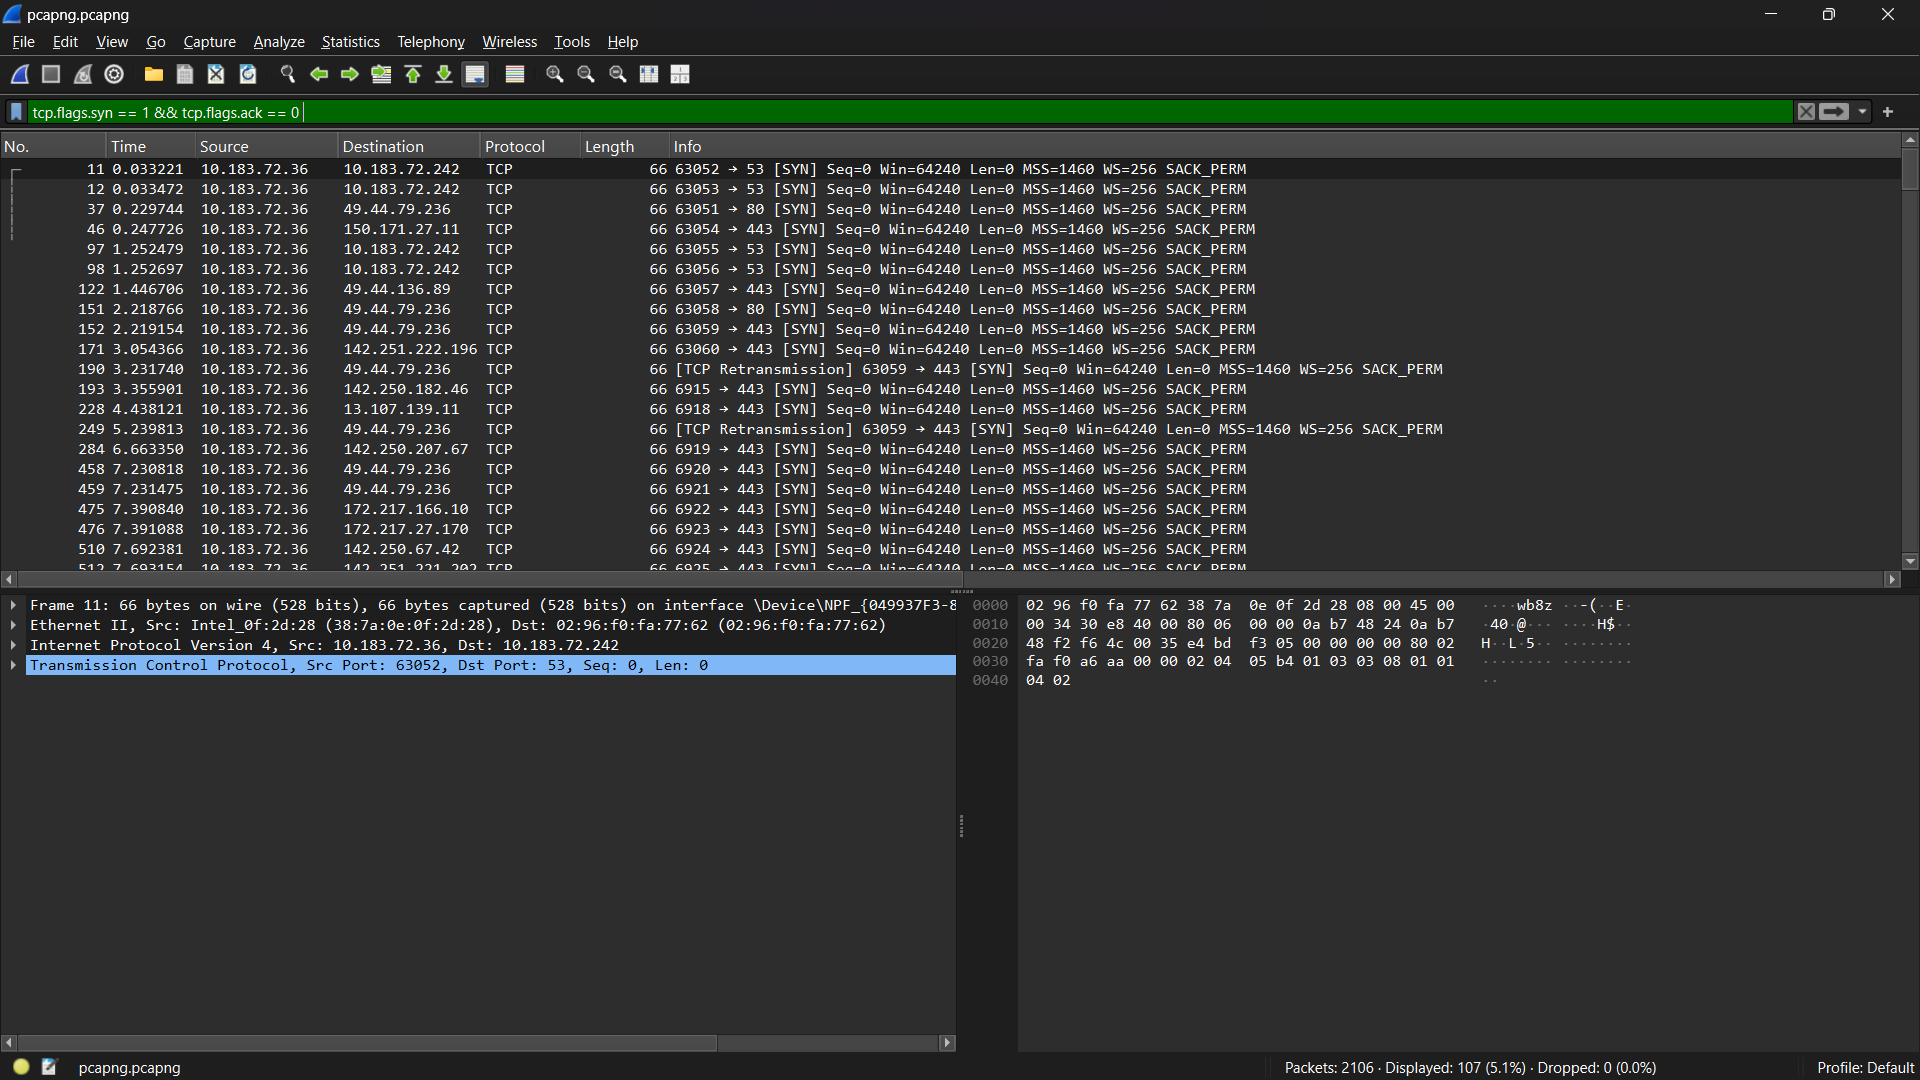 pcapng.pcapng
File Edit View Go Capture Analyze Statistics Telephony Wireless Tools Help
tcp.flags.syn == 1 && tcp.flags.ack == 0
No. Time Source Destination Protocol Length Info
11 0.033221 10.183.72.36 10.183.72.242 TCP 66 63052 → 53 [SYN] Seq=0 Win=64240 Len=0 MSS=1460 WS=256 SACK_PERM
12 0.033472 10.183.72.36 10.183.72.242 TCP 66 63053 → 53 [SYN] Seq=0 Win=64240 Len=0 MSS=1460 WS=256 SACK_PERM
37 0.229744 10.183.72.36 49.44.79.236 TCP 66 63051 → 80 [SYN] Seq=0 Win=64240 Len=0 MSS=1460 WS=256 SACK_PERM
46 0.247726 10.183.72.36 150.171.27.11 TCP 66 63054 → 443 [SYN] Seq=0 Win=64240 Len=0 MSS=1460 WS=256 SACK_PERM
97 1.252479 10.183.72.36 10.183.72.242 TCP 66 63055 → 53 [SYN] Seq=0 Win=64240 Len=0 MSS=1460 WS=256 SACK_PERM
98 1.252697 10.183.72.36 10.183.72.242 TCP 66 63056 → 53 [SYN] Seq=0 Win=64240 Len=0 MSS=1460 WS=256 SACK_PERM
122 1.446706 10.183.72.36 49.44.136.89 TCP 66 63057 → 443 [SYN] Seq=0 Win=64240 Len=0 MSS=1460 WS=256 SACK_PERM
151 2.218766 10.183.72.36 49.44.79.236 TCP 66 63058 → 80 [SYN] Seq=0 Win=64240 Len=0 MSS=1460 WS=256 SACK_PERM
152 2.219154 10.183.72.36 49.44.79.236 TCP 66 63059 → 443 [SYN] Seq=0 Win=64240 Len=0 MSS=1460 WS=256 SACK_PERM
171 3.054366 10.183.72.36 142.251.222.196 TCP 66 63060 → 443 [SYN] Seq=0 Win=64240 Len=0 MSS=1460 WS=256 SACK_PERM
190 3.231740 10.183.72.36 49.44.79.236 TCP 66 [TCP Retransmission] 63059 → 443 [SYN] Seq=0 Win=64240 Len=0 MSS=1460 WS=256 SACK_PERM
193 3.355901 10.183.72.36 142.250.182.46 TCP 66 6915 → 443 [SYN] Seq=0 Win=64240 Len=0 MSS=1460 WS=256 SACK_PERM
228 4.438121 10.183.72.36 13.107.139.11 TCP 66 6918 → 443 [SYN] Seq=0 Win=64240 Len=0 MSS=1460 WS=256 SACK_PERM
249 5.239813 10.183.72.36 49.44.79.236 TCP 66 [TCP Retransmission] 63059 → 443 [SYN] Seq=0 Win=64240 Len=0 MSS=1460 WS=256 SACK_PERM
284 6.663350 10.183.72.36 142.250.207.67 TCP 66 6919 → 443 [SYN] Seq=0 Win=64240 Len=0 MSS=1460 WS=256 SACK_PERM
458 7.230818 10.183.72.36 49.44.79.236 TCP 66 6920 → 443 [SYN] Seq=0 Win=64240 Len=0 MSS=1460 WS=256 SACK_PERM
459 7.231475 10.183.72.36 49.44.79.236 TCP 66 6921 → 443 [SYN] Seq=0 Win=64240 Len=0 MSS=1460 WS=256 SACK_PERM
475 7.390840 10.183.72.36 172.217.166.10 TCP 66 6922 → 443 [SYN] Seq=0 Win=64240 Len=0 MSS=1460 WS=256 SACK_PERM
476 7.391088 10.183.72.36 172.217.27.170 TCP 66 6923 → 443 [SYN] Seq=0 Win=64240 Len=0 MSS=1460 WS=256 SACK_PERM
510 7.692381 10.183.72.36 142.250.67.42 TCP 66 6924 → 443 [SYN] Seq=0 Win=64240 Len=0 MSS=1460 WS=256 SACK_PERM
512 7.693154 10.183.72.36 142.251.221.202 TCP 66 6925 → 443 [SYN] Seq=0 Win=64240 Len=0 MSS=1460 WS=256 SACK_PERM
Frame 11: 66 bytes on wire (528 bits), 66 bytes captured (528 bits) on interface \Device\NPF_{049937F3-8
Ethernet II, Src: Intel_0f:2d:28 (38:7a:0e:0f:2d:28), Dst: 02:96:f0:fa:77:62 (02:96:f0:fa:77:62)
Internet Protocol Version 4, Src: 10.183.72.36, Dst: 10.183.72.242
Transmission Control Protocol, Src Port: 63052, Dst Port: 53, Seq: 0, Len: 0
0000 02 96 f0 fa 77 62 38 7a 0e 0f 2d 28 08 00 45 00 ····wb8z ··-(··E·
0010 00 34 30 e8 40 00 80 06 00 00 0a b7 48 24 0a b7 ·40·@··· ····H$··
0020 48 f2 f6 4c 00 35 e4 bd f3 05 00 00 00 00 80 02 H··L·5·· ········
0030 fa f0 a6 aa 00 00 02 04 05 b4 01 03 03 08 01 01 ········ ········
0040 04 02 ··
pcapng.pcapng
Packets: 2106 · Displayed: 107 (5.1%) · Dropped: 0 (0.0%)
Profile: Default